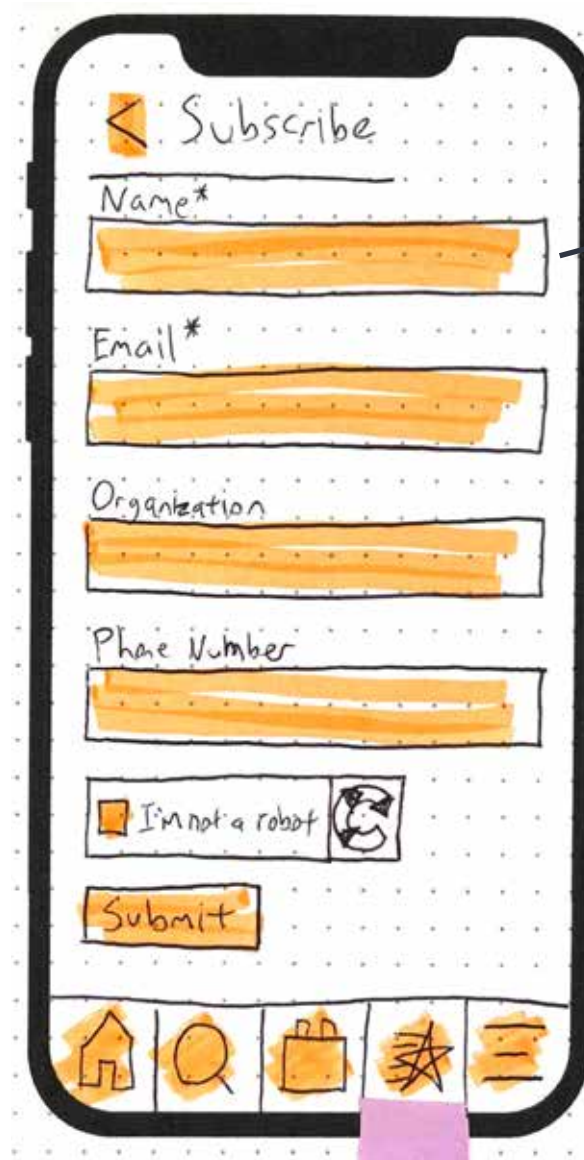 < Subscribe
Name*
Email*
Organization
Phone Number
I'm not a robot
Submit